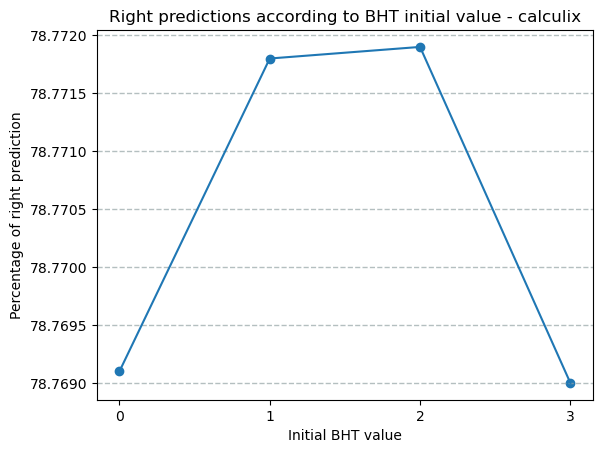 Right predictions according to BHT initial value - calculix
Percentage of right prediction
78.7720
78.7715
78.7710
78.7705
78.7700
78.7695
78.7690
0 1 2 3
Initial BHT value